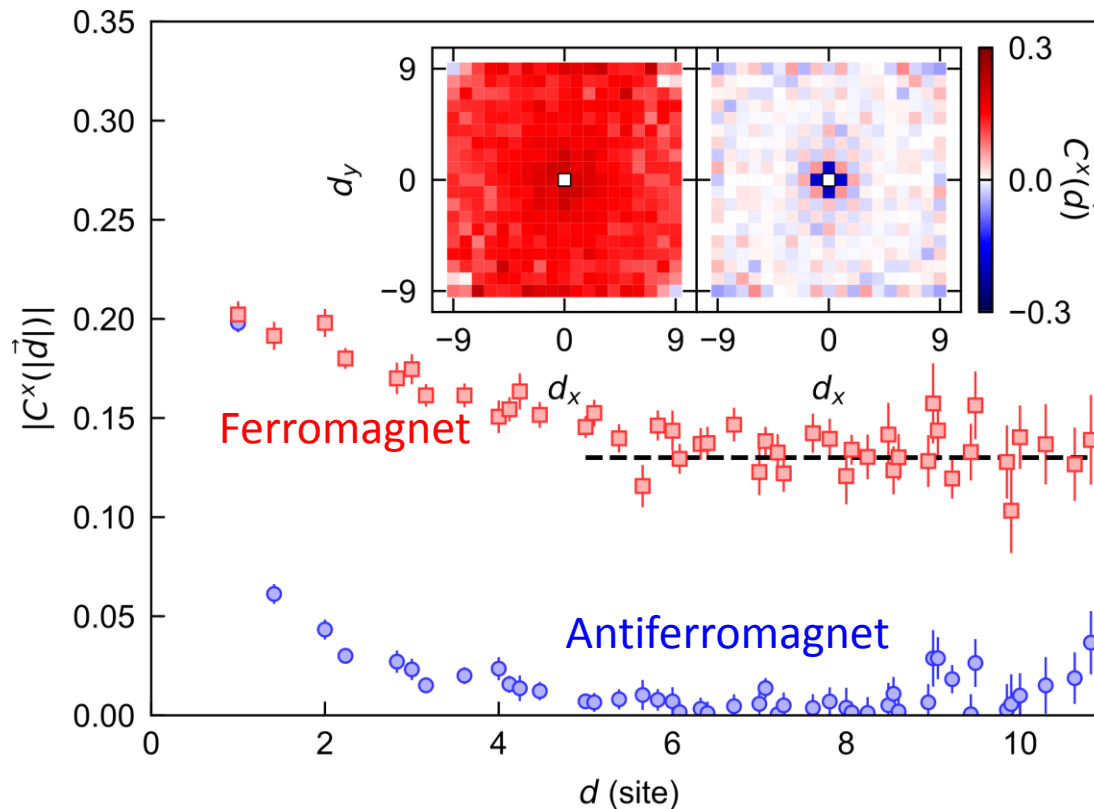 0.35
0.30
0.25
0.20
0.15
0.10
0.05
0.00
|Cˣ(|d⃗|)|
0 2 4 6 8 10
d (site)
9
0
−9
d_y
−9 0 9
−9 0 9
d_x
d_x
0.3
0.0
−0.3
Cˣ(d⃗)
Ferromagnet
Antiferromagnet